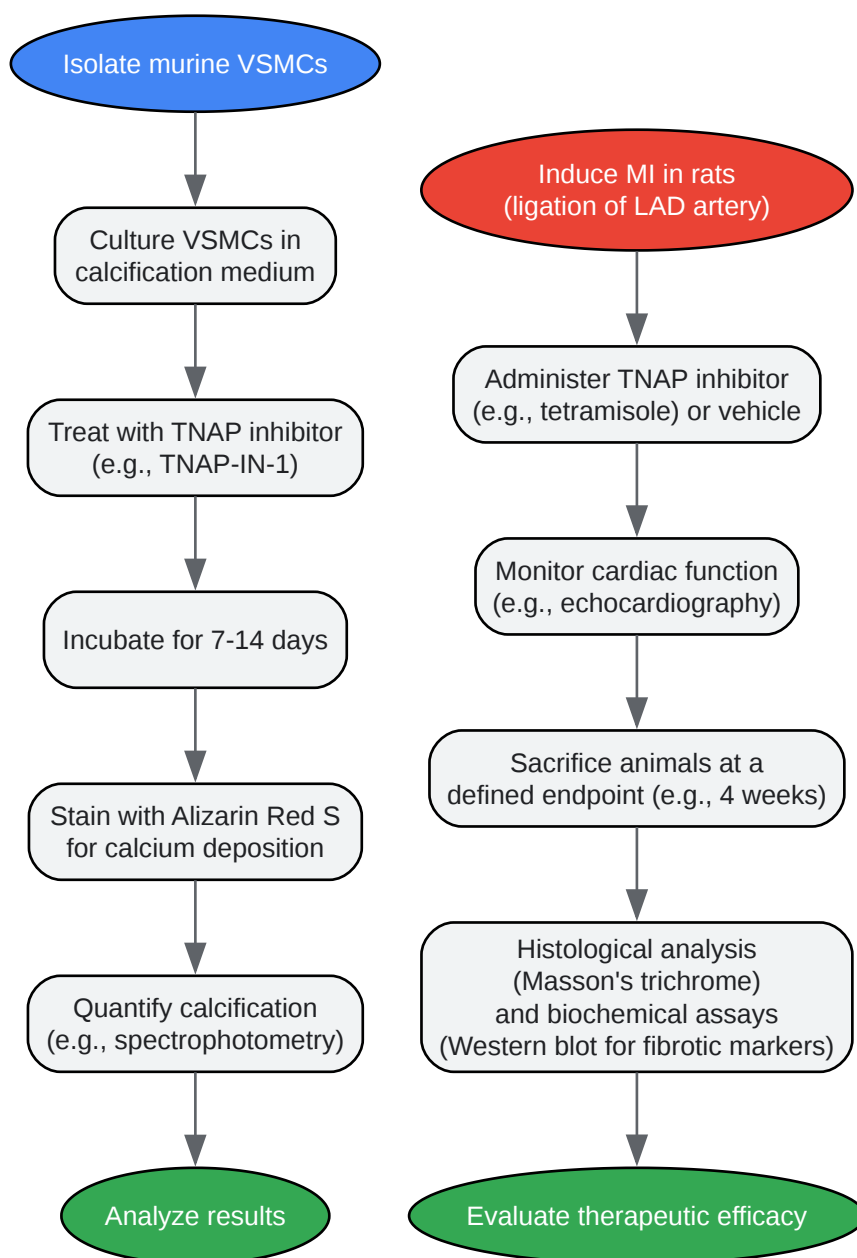 Isolate murine VSMCs
Culture VSMCs in
calcification medium
Treat with TNAP inhibitor
(e.g., TNAP-IN-1)
Incubate for 7-14 days
Stain with Alizarin Red S
for calcium deposition
Quantify calcification
(e.g., spectrophotometry)
Analyze results
Induce MI in rats
(ligation of LAD artery)
Administer TNAP inhibitor
(e.g., tetramisole) or vehicle
Monitor cardiac function
(e.g., echocardiography)
Sacrifice animals at a
defined endpoint (e.g., 4 weeks)
Histological analysis
(Masson's trichrome)
and biochemical assays
(Western blot for fibrotic markers)
Evaluate therapeutic efficacy